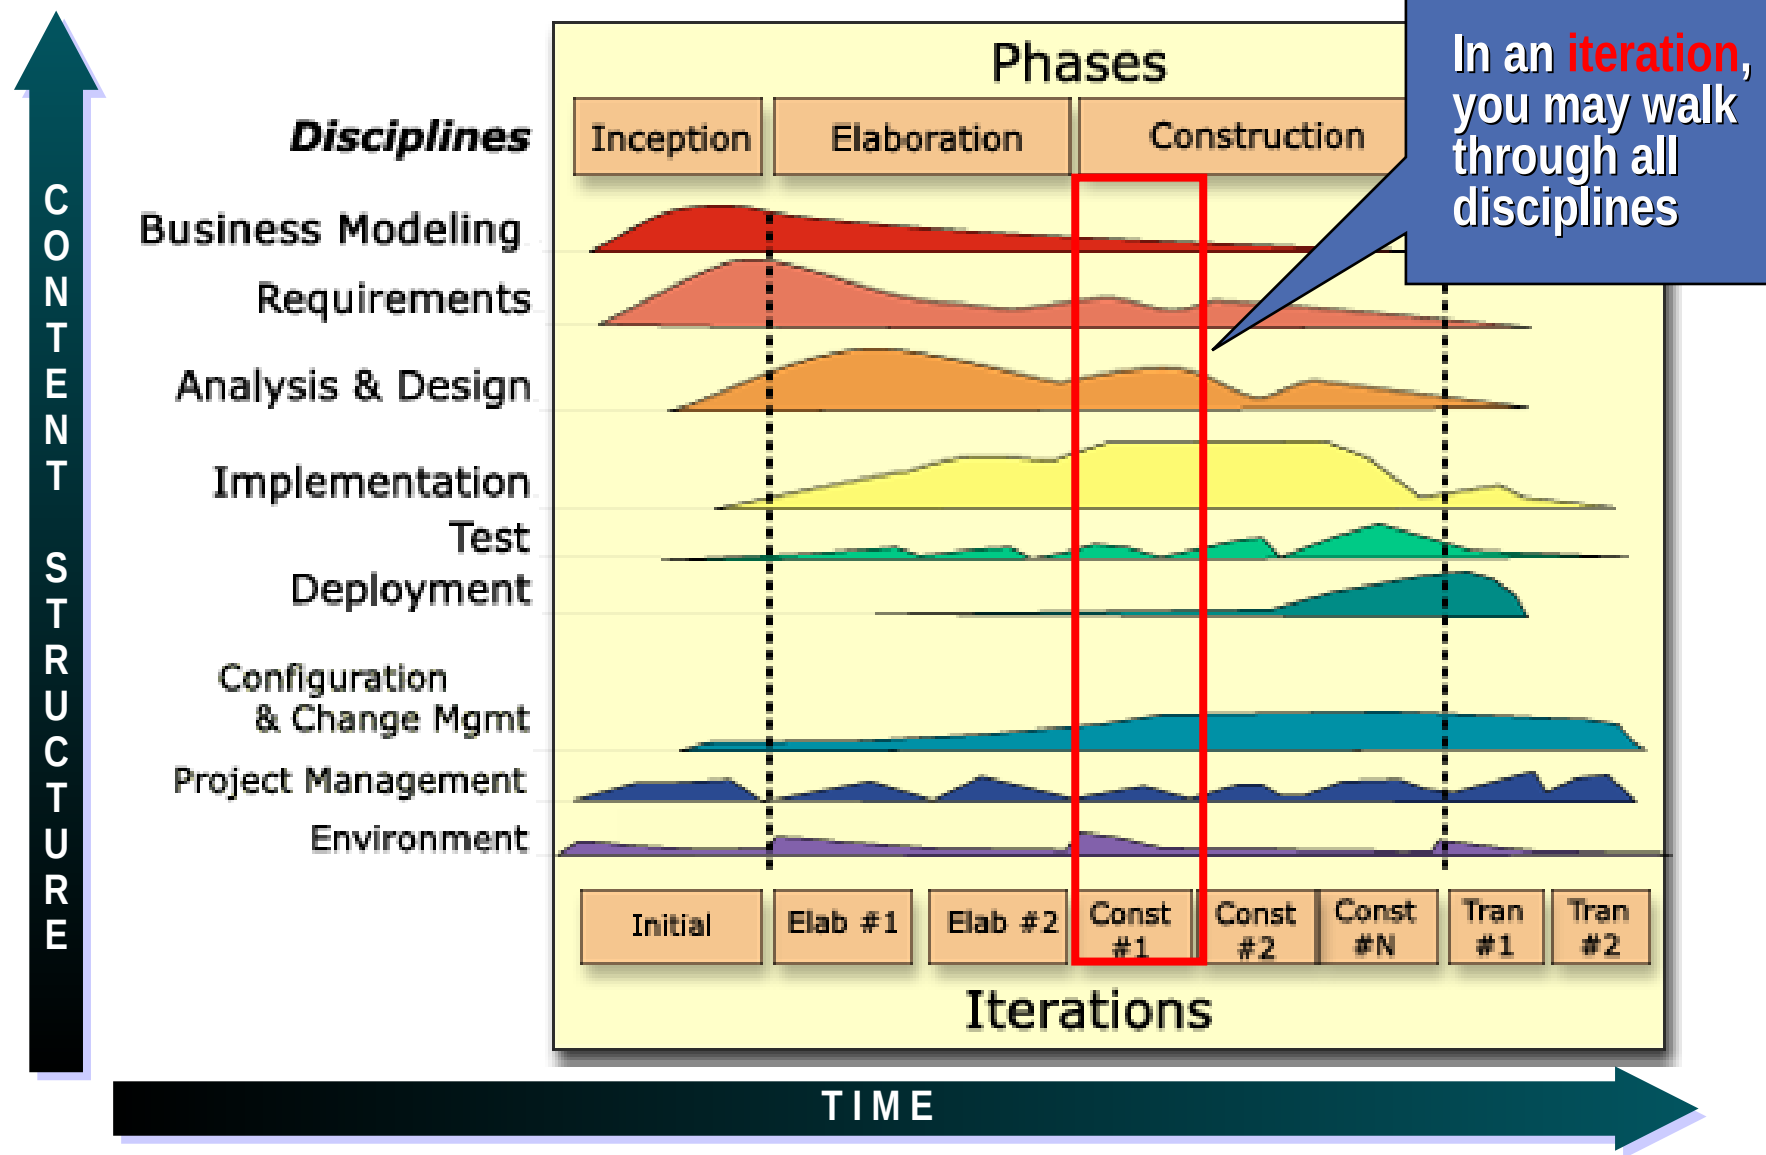 Phases
In an iteration,
you may walk
through all
disciplines
Disciplines
Inception
Elaboration
Construction
Business Modeling
Requirements
Analysis & Design
Implementation
Test
Deployment
Configuration
& Change Mgmt
Project Management
Environment
Initial
Elab #1
Elab #2
Const
#1
Const
#2
Const
#N
Tran
#1
Tran
#2
Iterations
CONTENT STRUCTURE
TIME